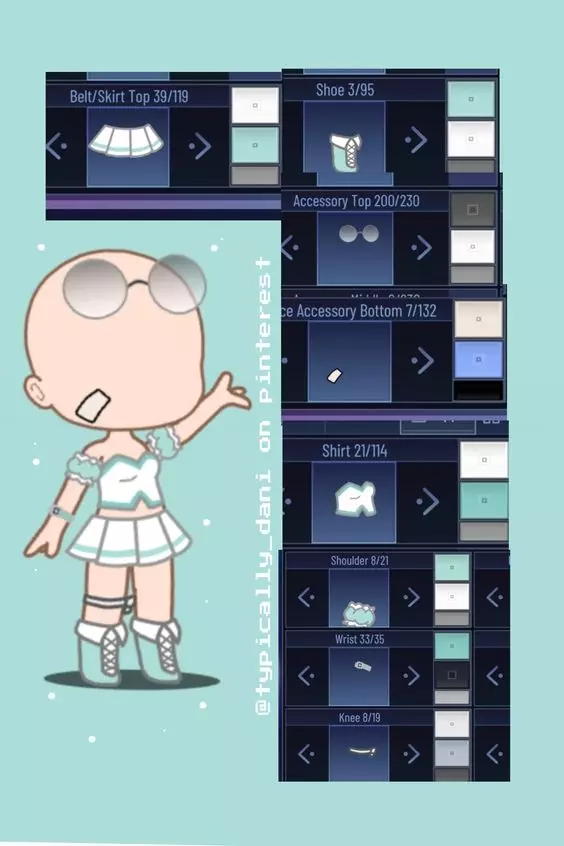 Belt/Skirt Top 39/119
Shoe 3/95
Accessory Top 200/230
ce Accessory Bottom 7/132
Shirt 21/114
Shoulder 8/21
Wrist 33/35
Knee 8/19
@typically_dani on pinterest